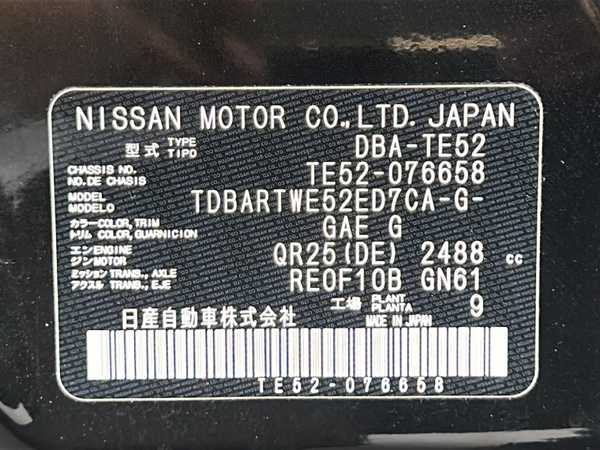 NISSAN MOTOR CO.,LTD. JAPAN
型式 TYPE TIPO DBA-TE52
CHASSIS NO. NO.DE CHASIS TE52-076658
MODEL MODELO TDBARTWE52ED7CA-G-
カラー COLOR, TRIM トリム COLOR, GUARNICION GAE G
エンジン ENGINE MOTOR QR25(DE) 2488 cc
ミッション TRANS., AXLE アクスル TRANS., EJE RE0F10B GN61
工場 PLANT PLANTA 9
日産自動車株式会社 MADE IN JAPAN
TE52-076658